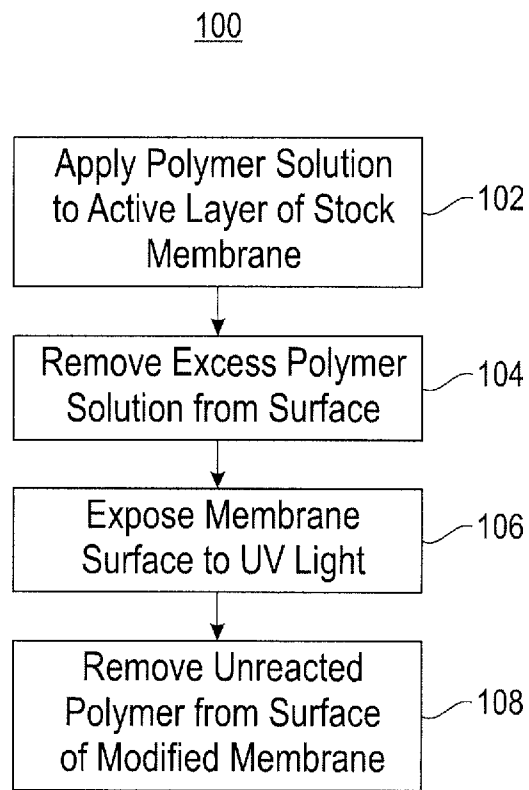 100
Apply Polymer Solution
to Active Layer of Stock
Membrane
102
Remove Excess Polymer
Solution from Surface
104
Expose Membrane
Surface to UV Light
106
Remove Unreacted
Polymer from Surface
of Modified Membrane
108